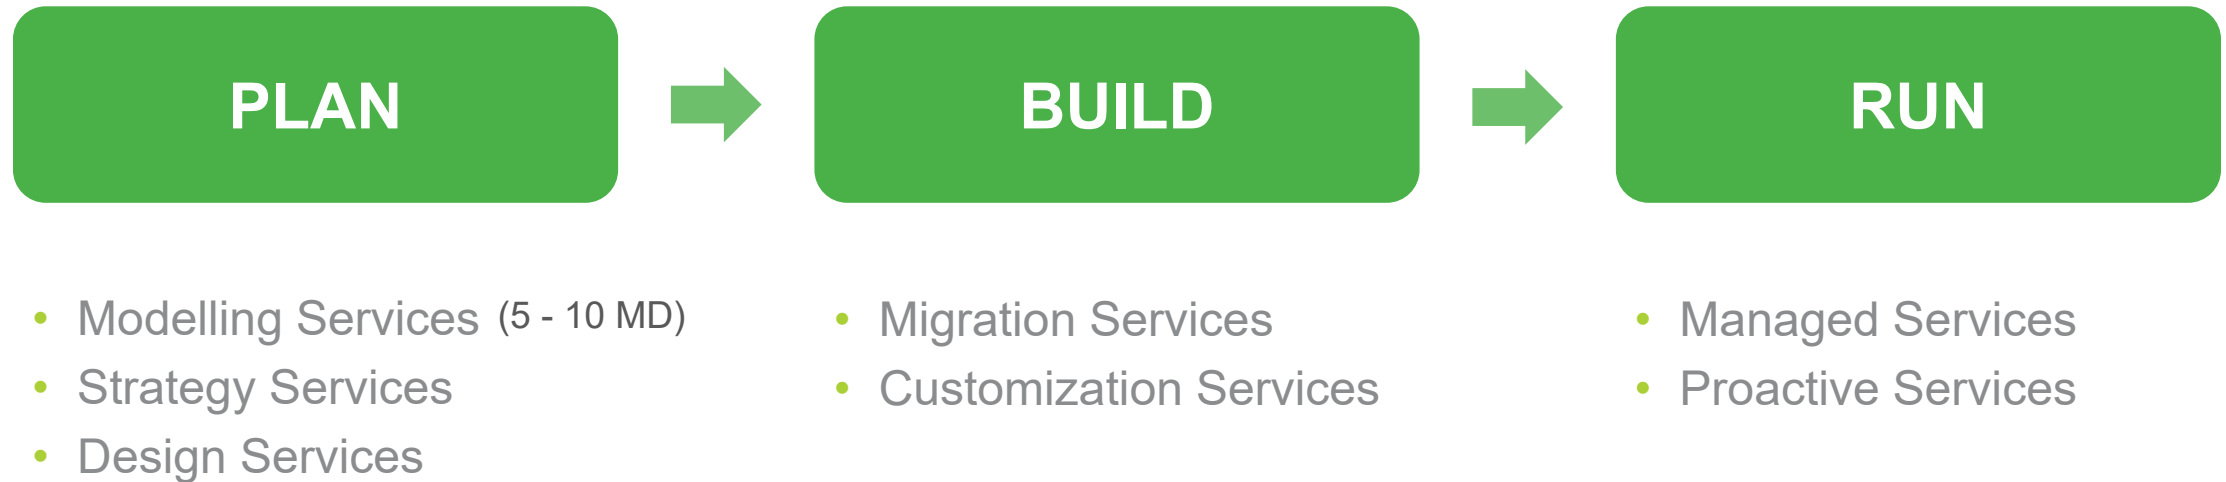 PLAN
BUILD
RUN
• Modelling Services (5 - 10 MD)
• Strategy Services
• Design Services
• Migration Services
• Customization Services
• Managed Services
• Proactive Services